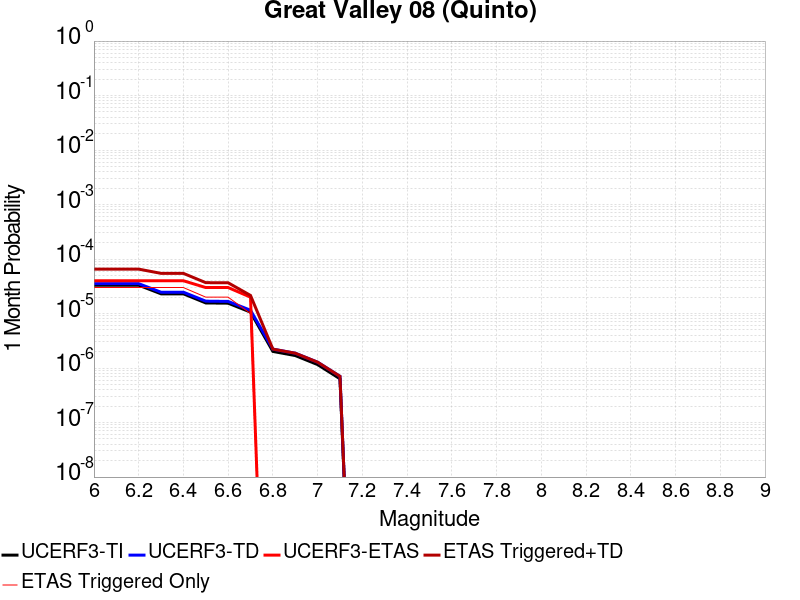 Great Valley 08 (Quinto)
10^0
10^-1
10^-2
10^-3
10^-4
10^-5
10^-6
10^-7
10^-8
1 Month Probability
6 6.2 6.4 6.6 6.8 7 7.2 7.4 7.6 7.8 8 8.2 8.4 8.6 8.8 9
Magnitude
UCERF3-TI UCERF3-TD UCERF3-ETAS ETAS Triggered+TD
ETAS Triggered Only